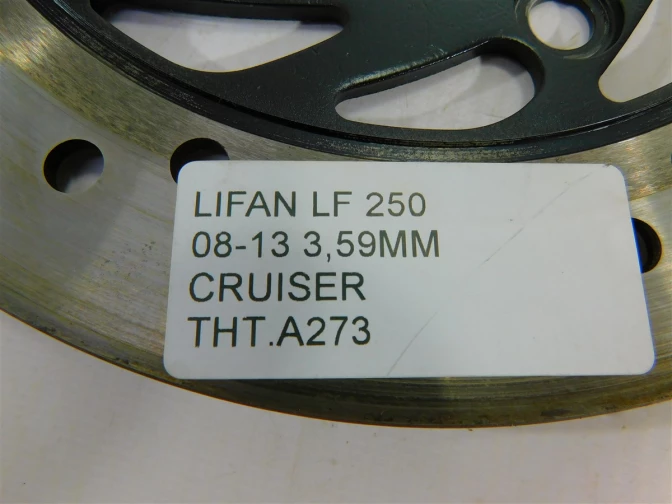 LIFAN LF 250
08-13 3,59MM
CRUISER
THT.A273